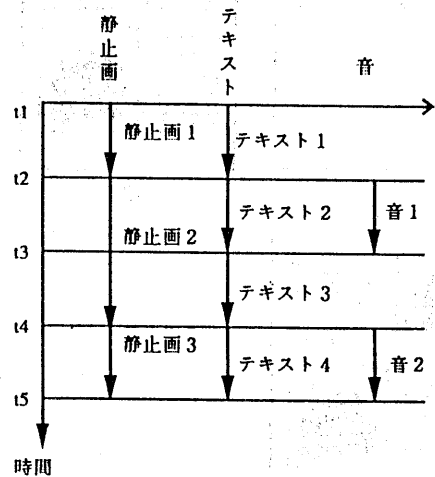 静止画
テキスト
音
t1
静止画1
テキスト1
t2
テキスト2
音1
静止画2
t3
テキスト3
t4
静止画3
テキスト4
音2
t5
時間